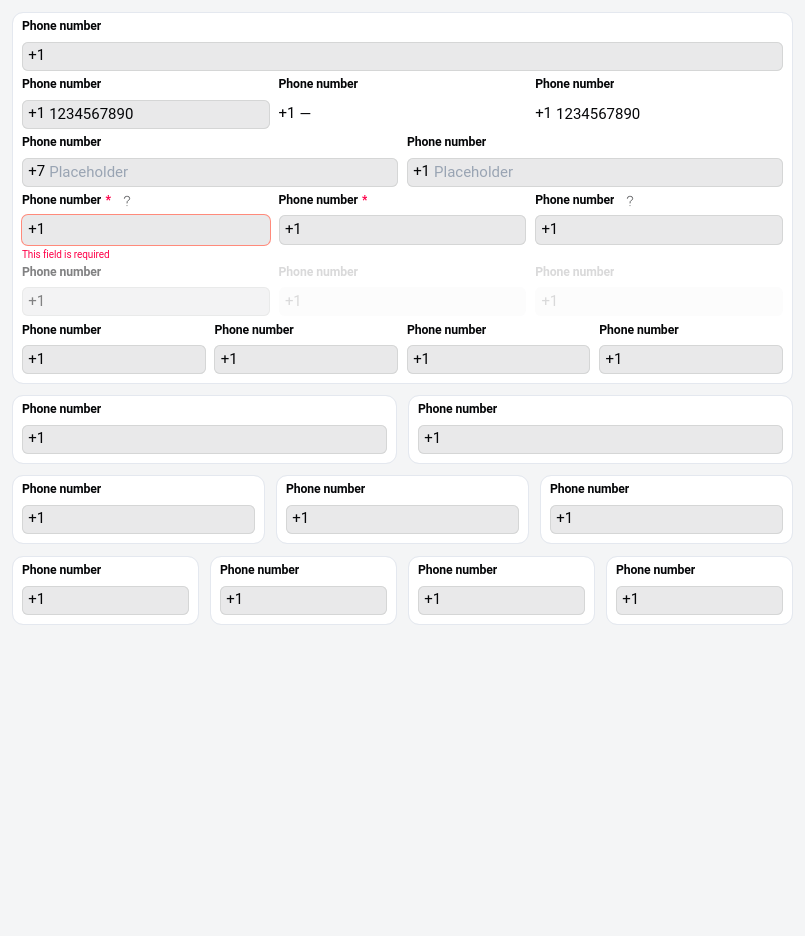 Phone number
+1
Phone number Phone number Phone number
+1 1234567890 +1 — +1 1234567890
Phone number Phone number
+7 Placeholder +1 Placeholder
Phone number * ? Phone number * Phone number ?
+1 +1 +1
This field is required
Phone number Phone number Phone number
+1 +1 +1
Phone number Phone number Phone number Phone number
+1 +1 +1 +1
Phone number Phone number
+1 +1
Phone number Phone number Phone number
+1 +1 +1
Phone number Phone number Phone number Phone number
+1 +1 +1 +1